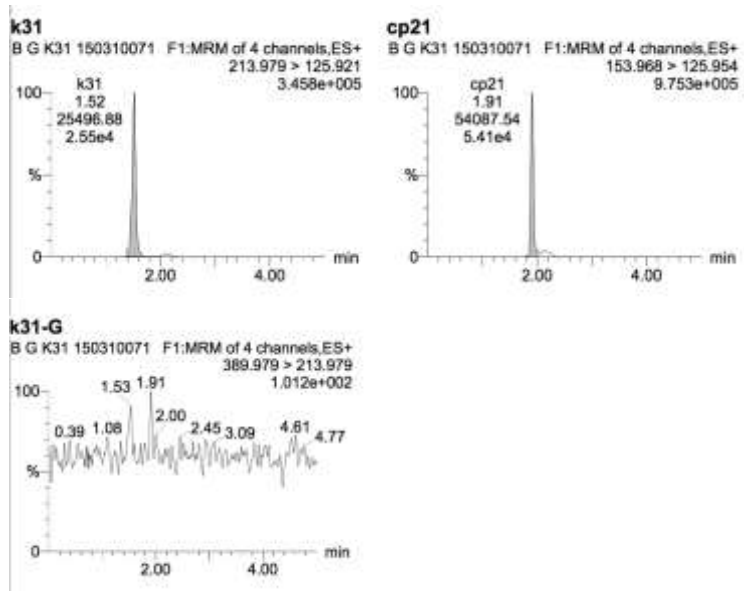 k31
B G K31 150310071 F1:MRM of 4 channels,ES+
213.979 > 125.921
3.458e+005
100
k31
1.52
25496.88
2.55e4
%
0
2.00
4.00
min
cp21
B G K31 150310071 F1:MRM of 4 channels,ES+
153.968 > 125.954
9.753e+005
100
cp21
1.91
54087.54
5.41e4
%
0
2.00
4.00
min
k31-G
B G K31 150310071 F1:MRM of 4 channels,ES+
389.979 > 213.979
1.012e+002
100
1.53
1.91
2.00
0.39
1.08
2.45
3.09
4.61
4.77
%
0
2.00
4.00
min